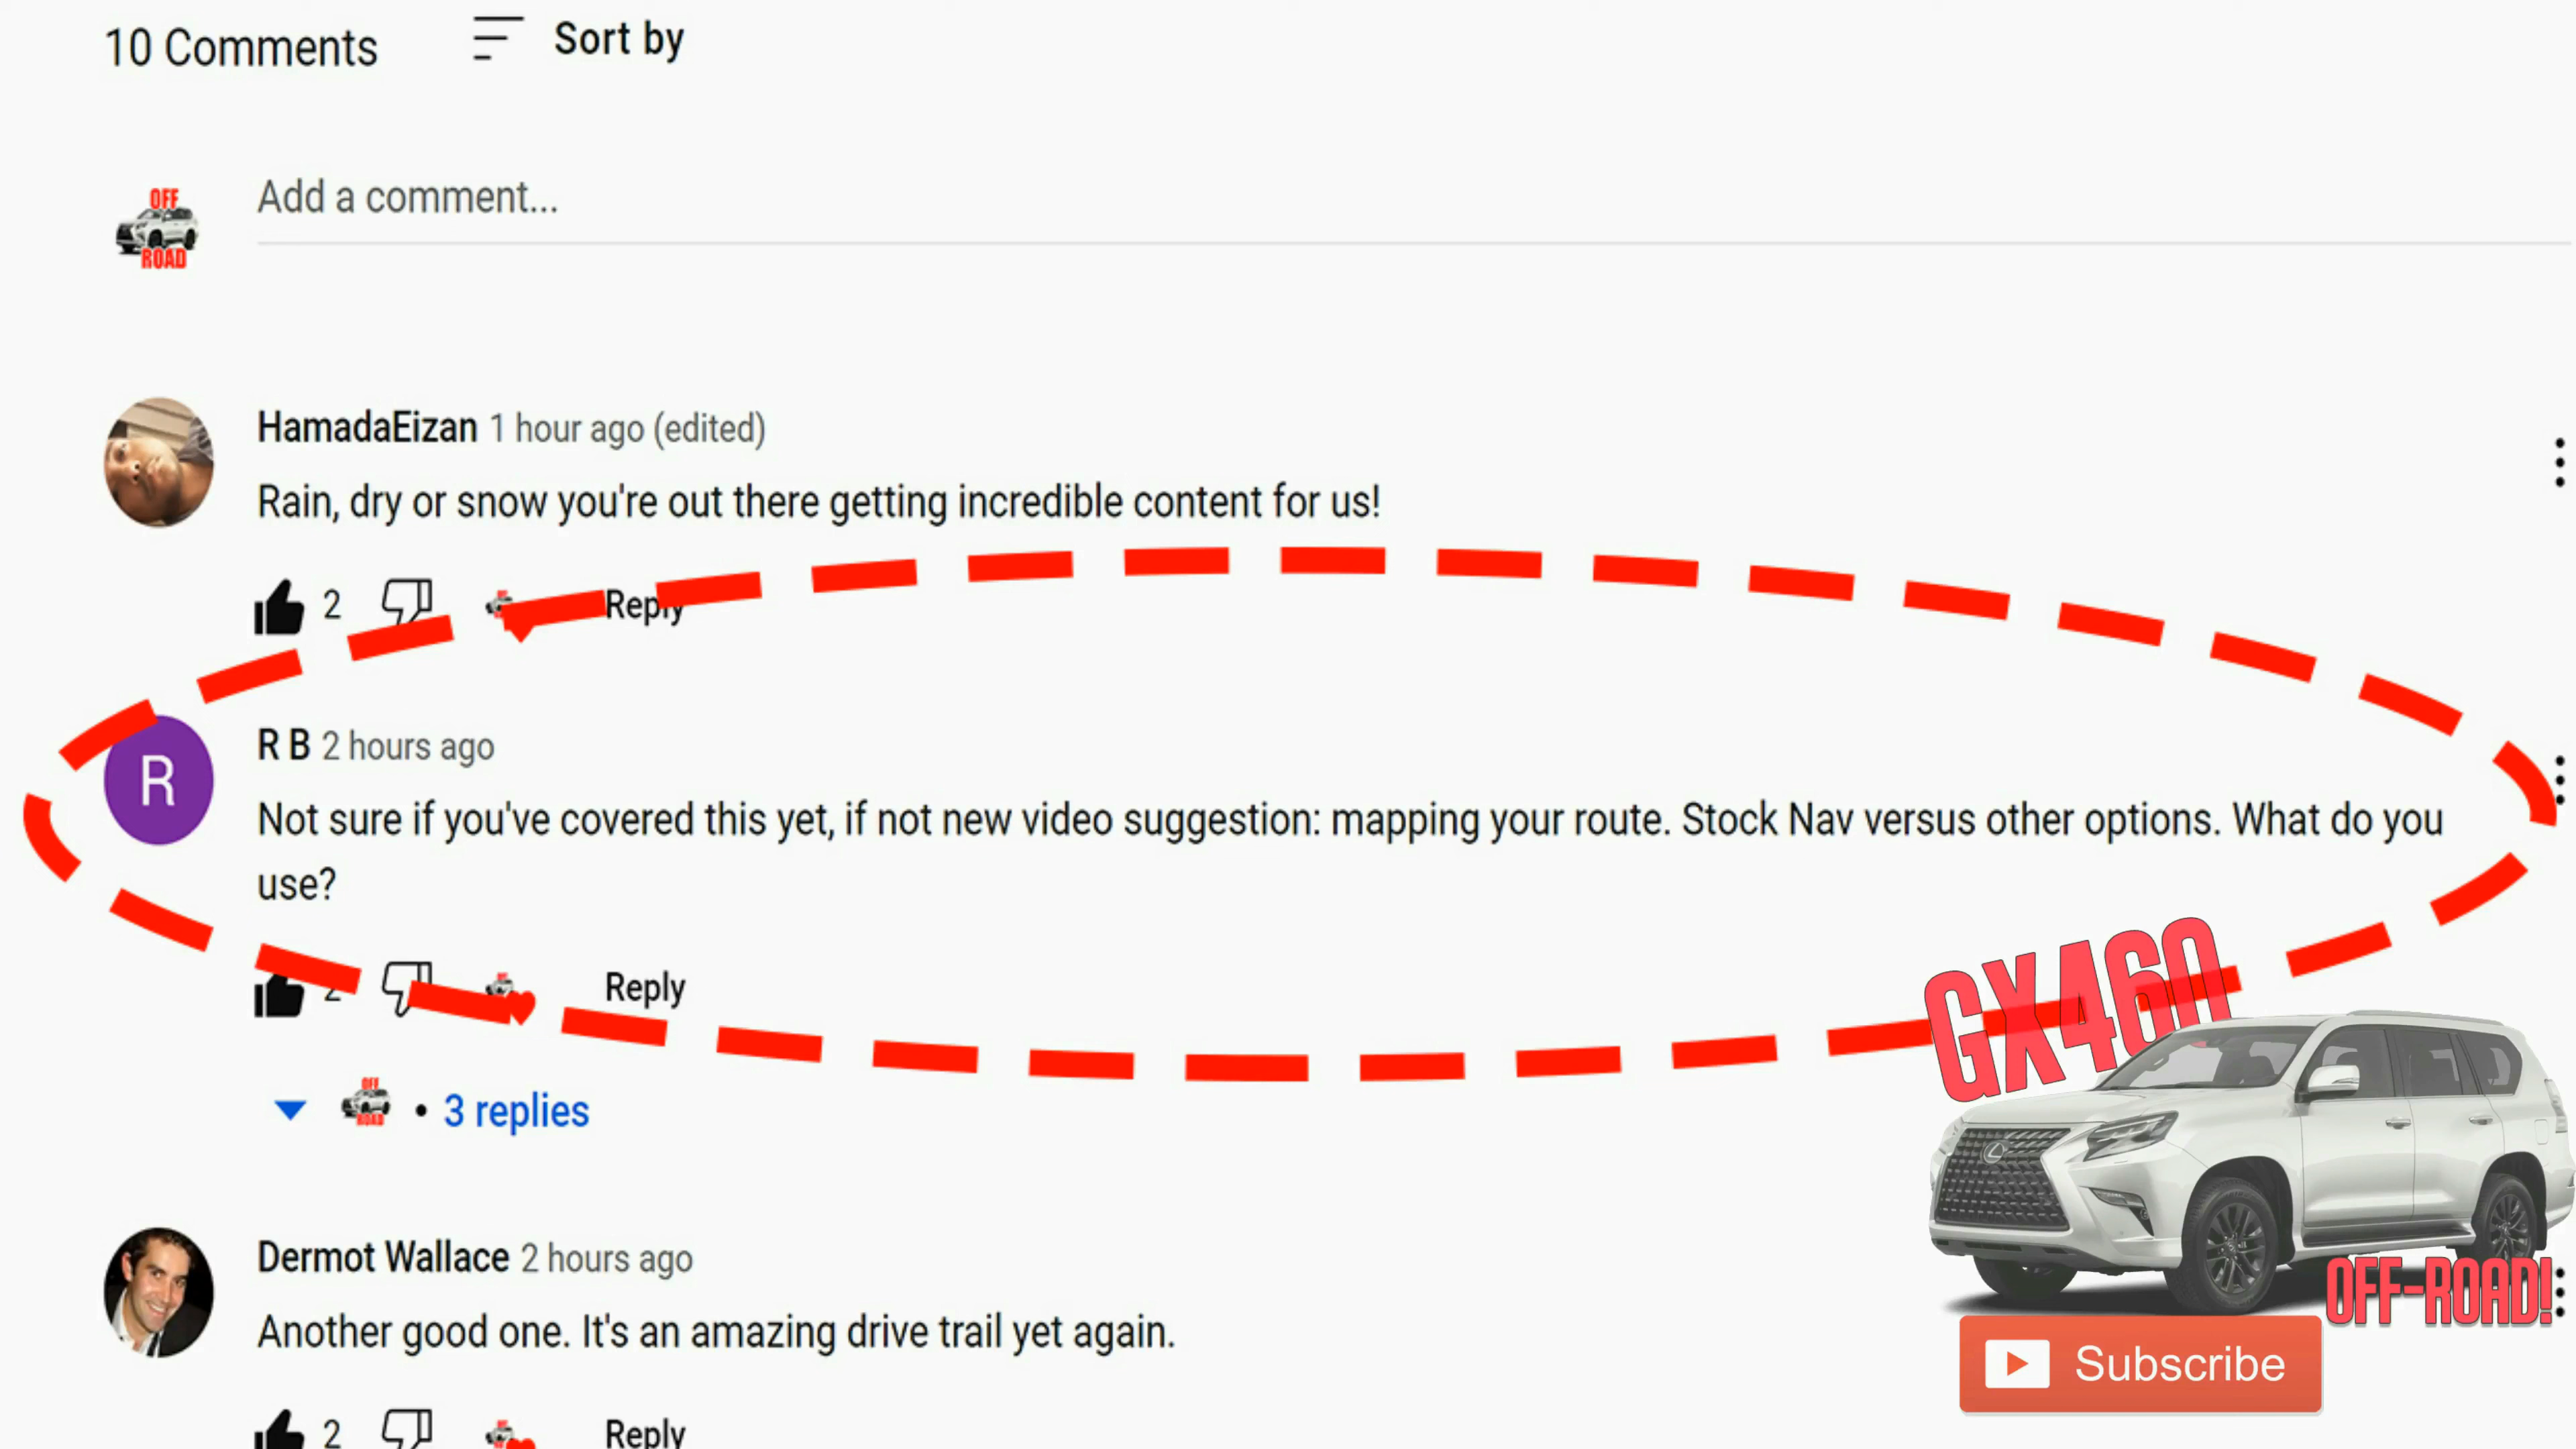 10 Comments
Sort by
OFF
ROAD
Add a comment...
HamadaEizan 1 hour ago (edited)
Rain, dry or snow you're out there getting incredible content for us!
2
Reply
R
R B 2 hours ago
Not sure if you've covered this yet, if not new video suggestion: mapping your route. Stock Nav versus other options. What do you
use?
2
Reply
OFF
ROAD
• 3 replies
GX460
OFF-ROAD!
Dermot Wallace 2 hours ago
Another good one. It's an amazing drive trail yet again.
Subscribe
2
Reply